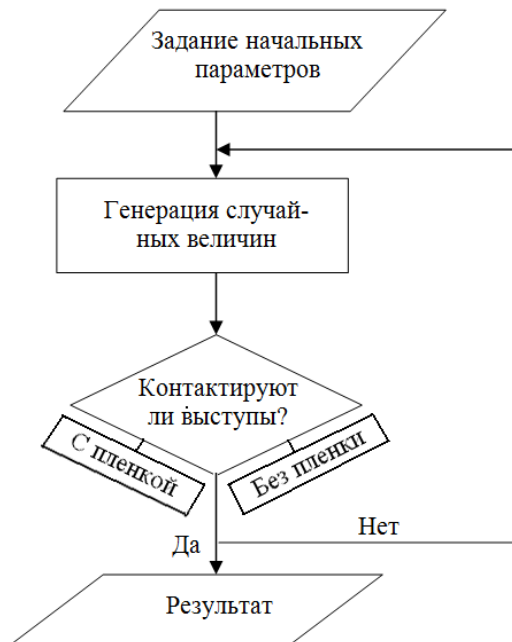 Задание начальных
параметров
Генерация случай-
ных величин
Контактируют
ли выступы?
С пленкой
Без пленки
Нет
Да
Результат